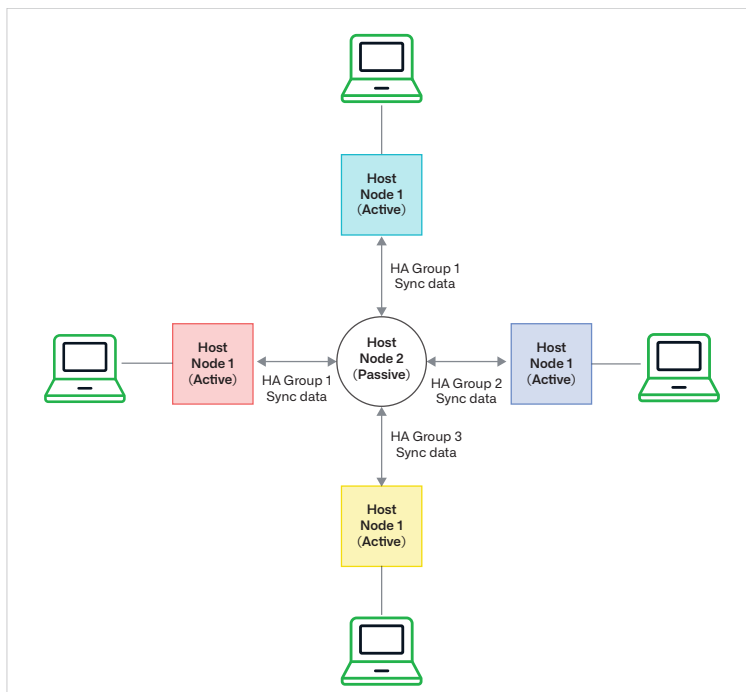 Host
Node 1
(Active)
HA Group 1
Sync data
Host
Node 1
(Active)
HA Group 1
Sync data
Host
Node 2
(Passive)
HA Group 2
Sync data
Host
Node 1
(Active)
HA Group 3
Sync data
Host
Node 1
(Active)